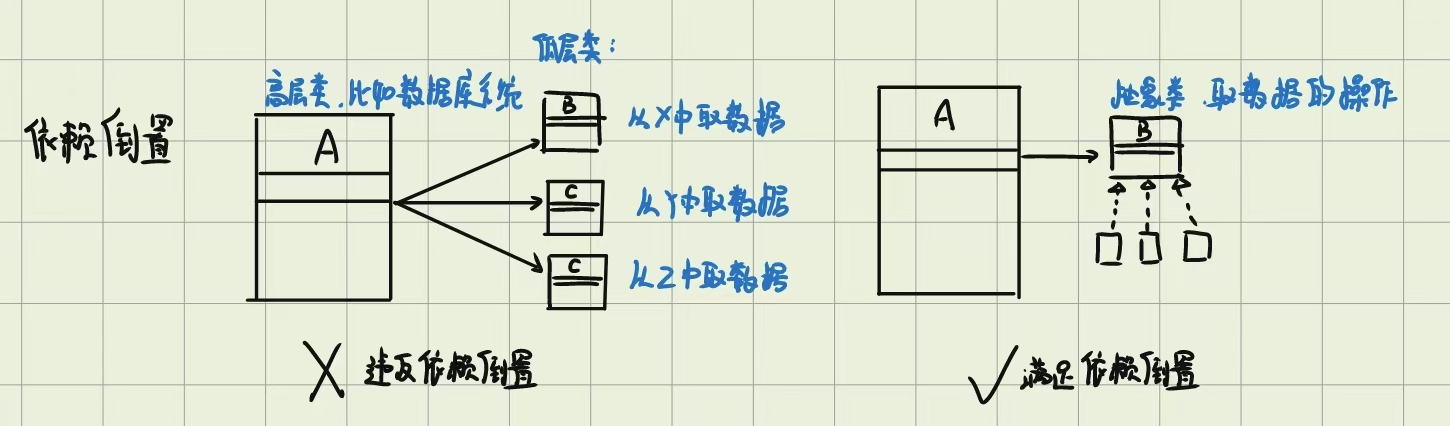 依赖倒置
高层类,比如数据库系统
A
低层类:
B
从X中取数据
C
从Y中取数据
C
从Z中取数据
违反依赖倒置
A
抽象类,取数据的操作
B
满足依赖倒置